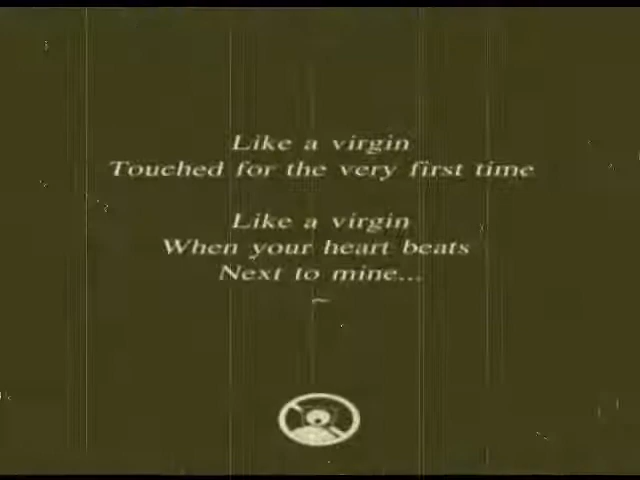 Like a virgin
Touched for the very first time
Like a virgin
When your heart beats
Next to mine...
~